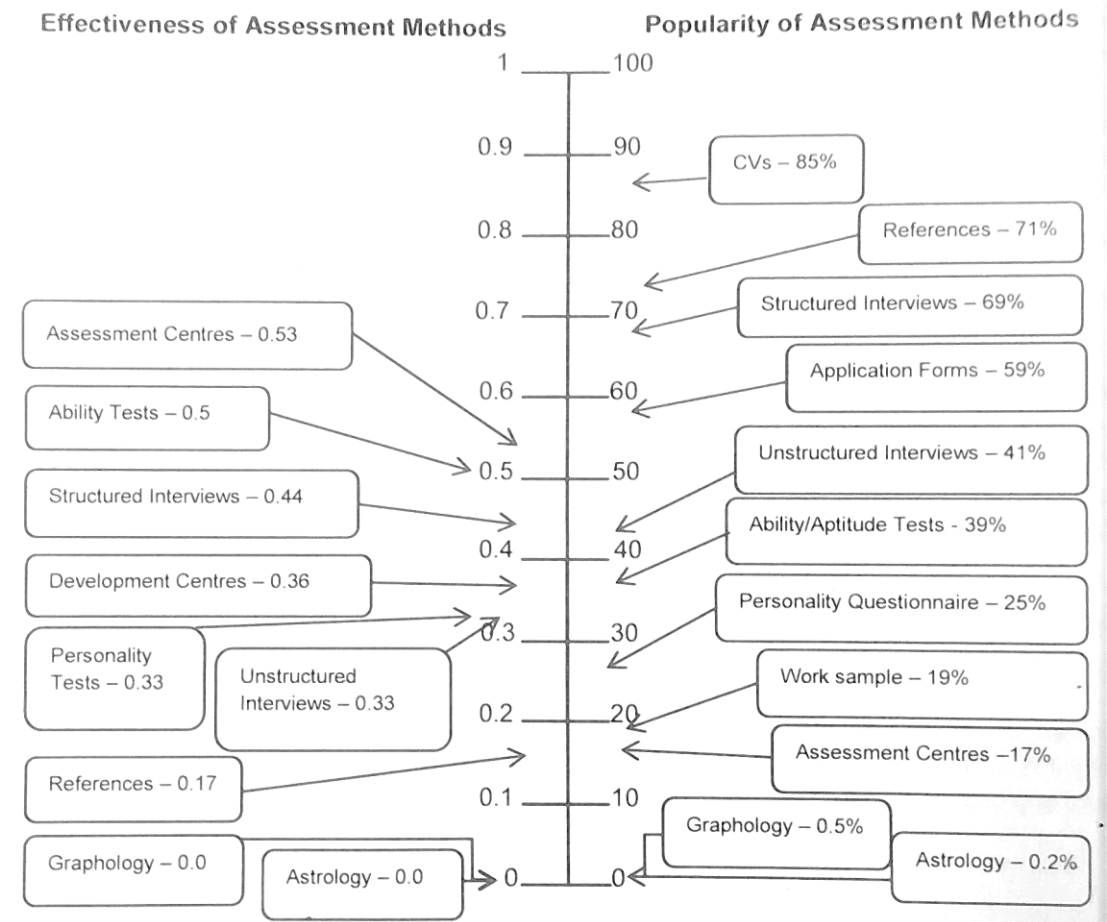 Effectiveness of Assessment Methods
Popularity of Assessment Methods
1
100
0.9
90
CVs – 85%
0.8
80
References – 71%
0.7
70
Structured Interviews – 69%
Assessment Centres – 0.53
0.6
60
Application Forms – 59%
Ability Tests – 0.5
0.5
50
Unstructured Interviews – 41%
Structured Interviews – 0.44
Ability/Aptitude Tests - 39%
0.4
40
Development Centres – 0.36
Personality Questionnaire – 25%
0.3
30
Personality
Tests – 0.33
Unstructured
Interviews – 0.33
Work sample – 19%
0.2
20
Assessment Centres –17%
References – 0.17
0.1
10
Graphology – 0.5%
Graphology – 0.0
Astrology – 0.0
0
0
Astrology – 0.2%